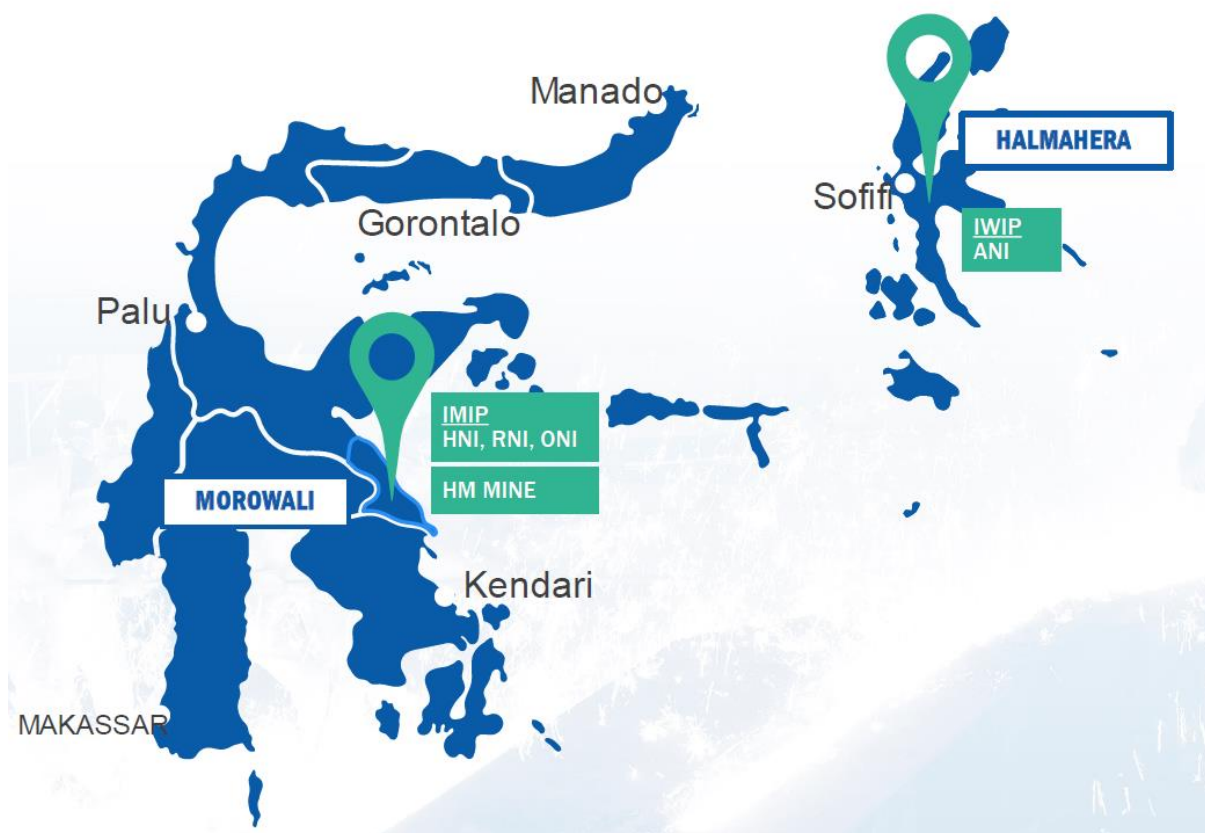 Manado
HALMAHERA
Sofifi
Gorontalo
IWIP
ANI
Palu
IMIP
HNI, RNI, ONI
HM MINE
MOROWALI
Kendari
MAKASSAR